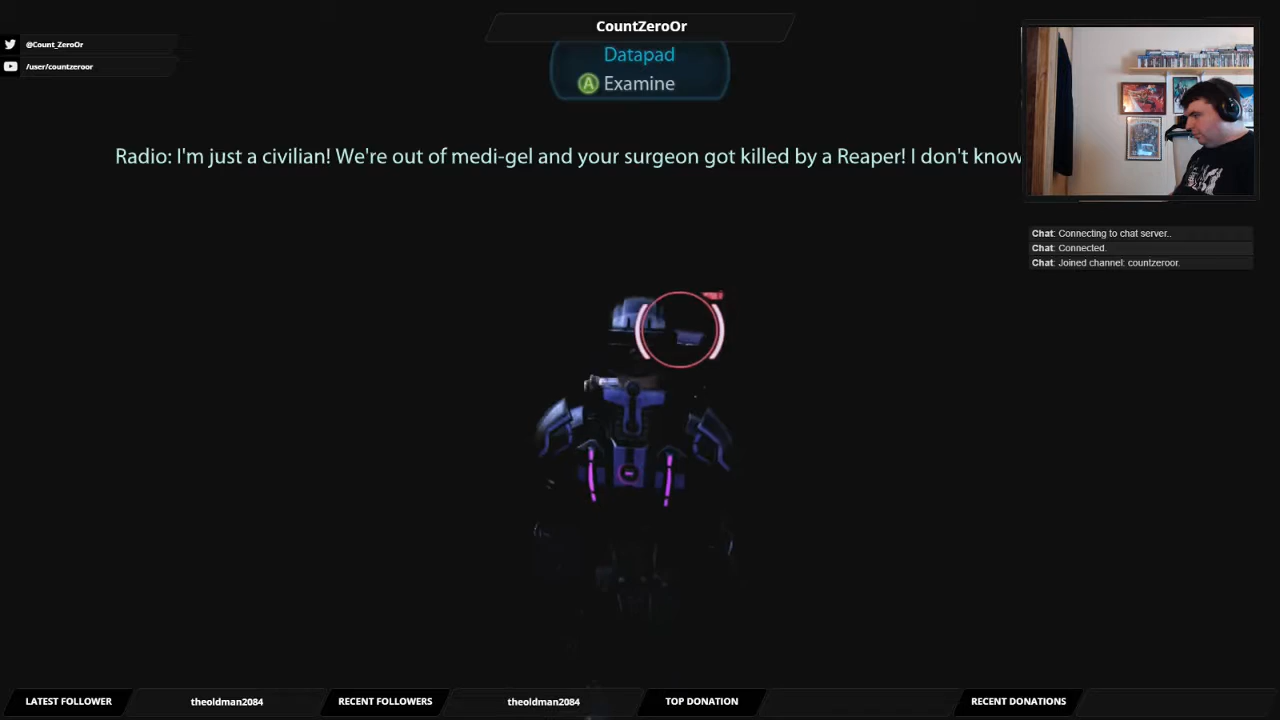 CountZeroOr
@Count_ZeroOr
/user/countzeroor
Datapad
A Examine
Radio: I'm just a civilian! We're out of medi-gel and your surgeon got killed by a Reaper! I don't know
Chat: Connecting to chat server..
Chat: Connected.
Chat: Joined channel: countzeroor.
LATEST FOLLOWER theoldman2084 RECENT FOLLOWERS theoldman2084 TOP DONATION RECENT DONATIONS